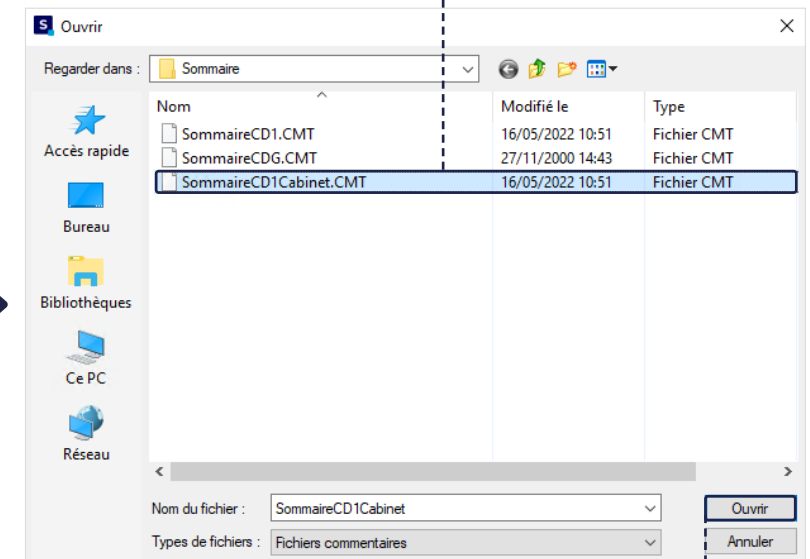 S Ouvrir
Regarder dans : Sommaire
Nom Modifié le Type
SommaireCD1.CMT 16/05/2022 10:51 Fichier CMT
SommaireCDG.CMT 27/11/2000 14:43 Fichier CMT
SommaireCD1Cabinet.CMT 16/05/2022 10:51 Fichier CMT
Accès rapide
Bureau
Bibliothèques
Ce PC
Réseau
Nom du fichier : SommaireCD1Cabinet Ouvrir
Types de fichiers : Fichiers commentaires Annuler